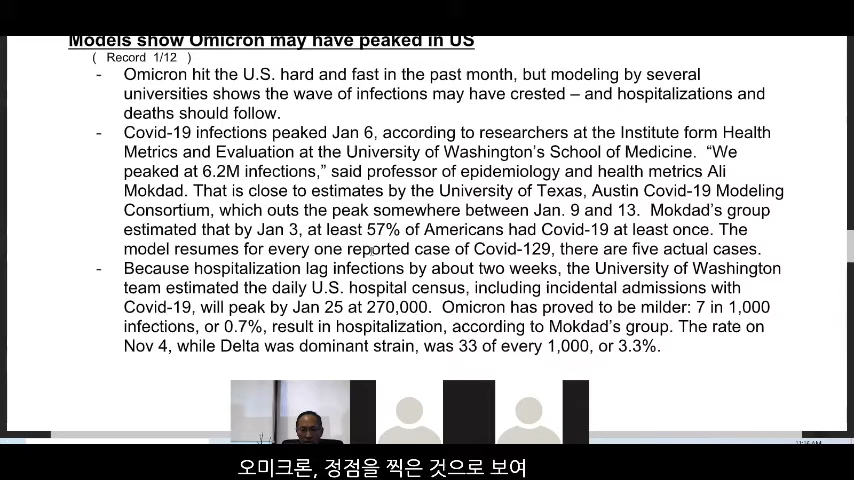 Models show Omicron may have peaked in US
( Record 1/12 )
- Omicron hit the U.S. hard and fast in the past month, but modeling by several
universities shows the wave of infections may have crested – and hospitalizations and
deaths should follow.
- Covid-19 infections peaked Jan 6, according to researchers at the Institute form Health
Metrics and Evaluation at the University of Washington's School of Medicine. “We
peaked at 6.2M infections,” said professor of epidemiology and health metrics Ali
Mokdad. That is close to estimates by the University of Texas, Austin Covid-19 Modeling
Consortium, which outs the peak somewhere between Jan. 9 and 13. Mokdad's group
estimated that by Jan 3, at least 57% of Americans had Covid-19 at least once. The
model resumes for every one reported case of Covid-129, there are five actual cases.
- Because hospitalization lag infections by about two weeks, the University of Washington
team estimated the daily U.S. hospital census, including incidental admissions with
Covid-19, will peak by Jan 25 at 270,000. Omicron has proved to be milder: 7 in 1,000
infections, or 0.7%, result in hospitalization, according to Mokdad's group. The rate on
Nov 4, while Delta was dominant strain, was 33 of every 1,000, or 3.3%.
오미크론, 정점을 찍은 것으로 보여